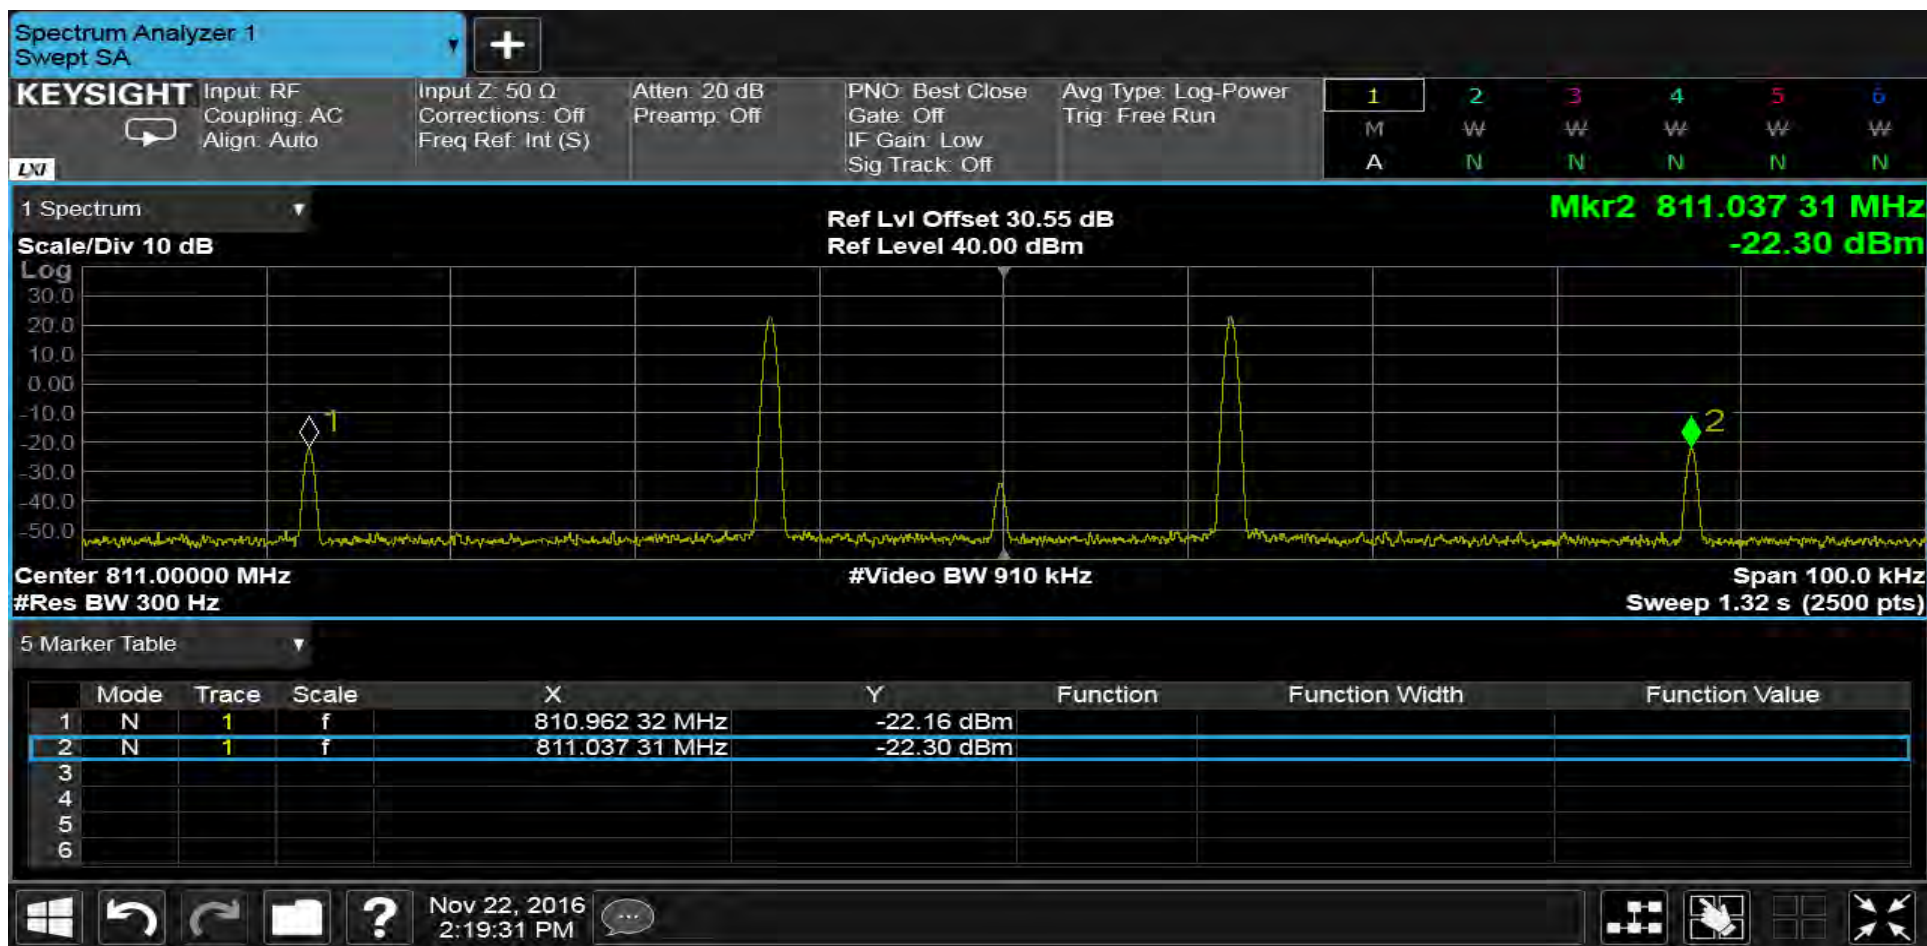 Spectrum Analyzer 1
Swept SA
KEYSIGHT
LXI
Input: RF
Coupling: AC
Align: Auto
Input Z: 50 Ω
Corrections: Off
Freq Ref: Int (S)
Atten: 20 dB
Preamp: Off
PNO: Best Close
Gate: Off
IF Gain: Low
Sig Track: Off
Avg Type: Log-Power
Trig: Free Run
1 2 3 4 5 6
M W W W W W
A N N N N N
1 Spectrum
Scale/Div 10 dB
Ref Lvl Offset 30.55 dB
Ref Level 40.00 dBm
Mkr2 811.037 31 MHz
-22.30 dBm
Log
30.0
20.0
10.0
0.00
-10.0
-20.0
-30.0
-40.0
-50.0
1
2
Center 811.00000 MHz
#Res BW 300 Hz
#Video BW 910 kHz
Span 100.0 kHz
Sweep 1.32 s (2500 pts)
5 Marker Table
Mode Trace Scale X Y Function Function Width Function Value
1 N 1 f 810.962 32 MHz -22.16 dBm
2 N 1 f 811.037 31 MHz -22.30 dBm
3
4
5
6
?
Nov 22, 2016
2:19:31 PM